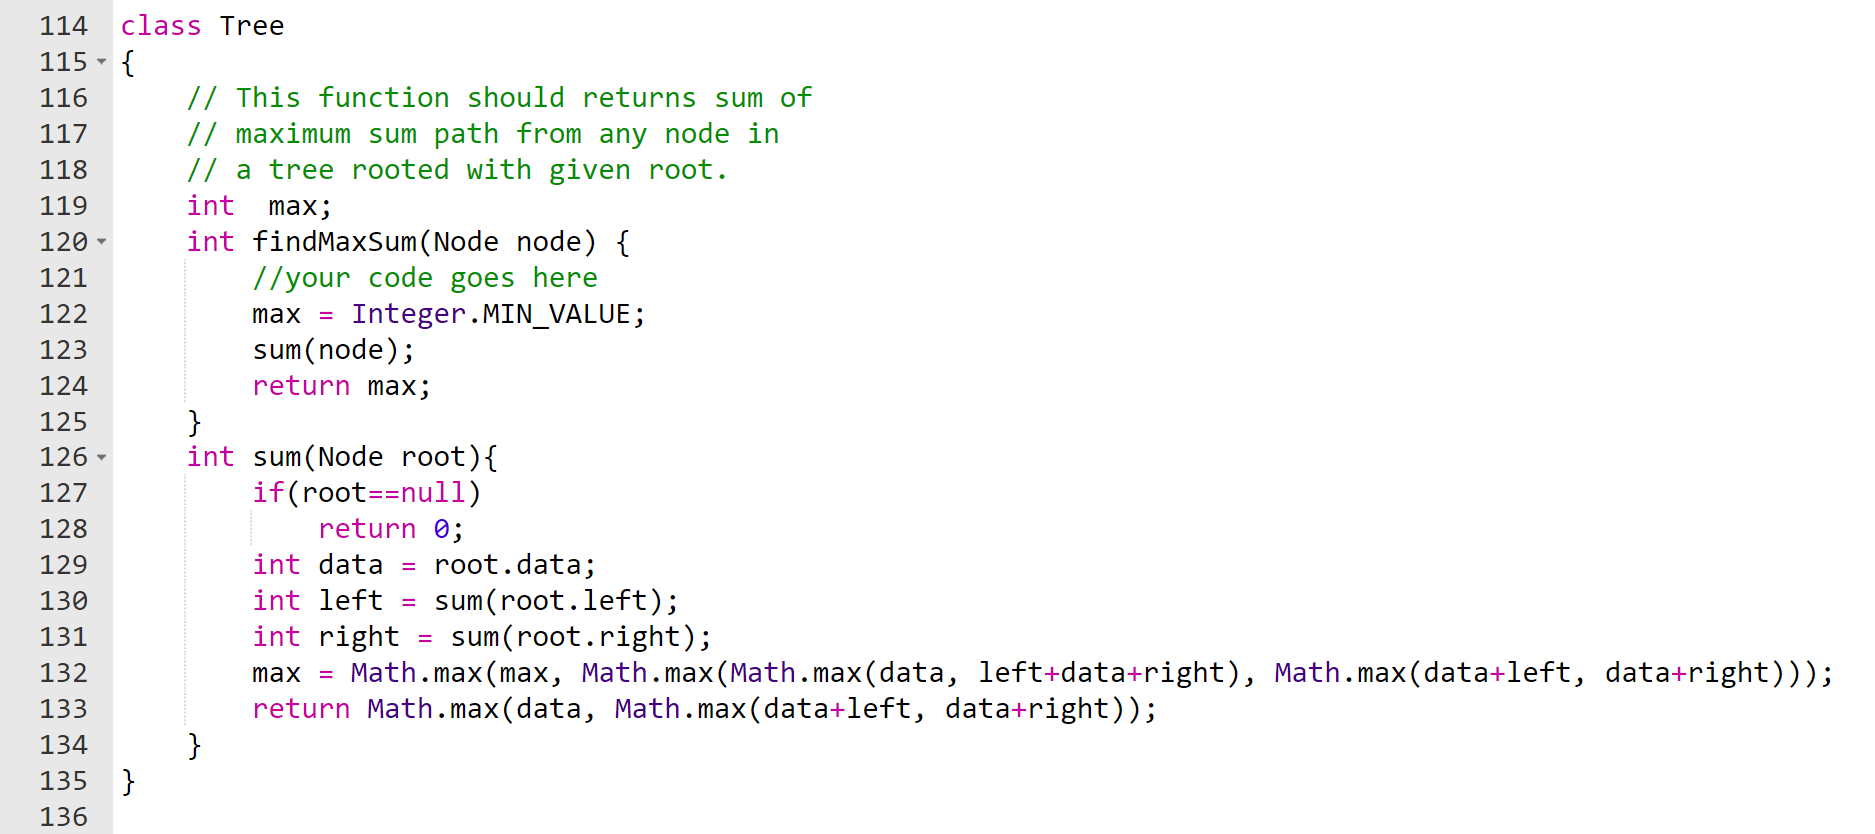 114 class Tree
115 {
116     // This function should returns sum of
117     // maximum sum path from any node in
118     // a tree rooted with given root.
119     int  max;
120     int findMaxSum(Node node) {
121         //your code goes here
122         max = Integer.MIN_VALUE;
123         sum(node);
124         return max;
125     }
126     int sum(Node root){
127         if(root==null)
128             return 0;
129         int data = root.data;
130         int left = sum(root.left);
131         int right = sum(root.right);
132         max = Math.max(max, Math.max(Math.max(data, left+data+right), Math.max(data+left, data+right)));
133         return Math.max(data, Math.max(data+left, data+right));
134     }
135 }
136